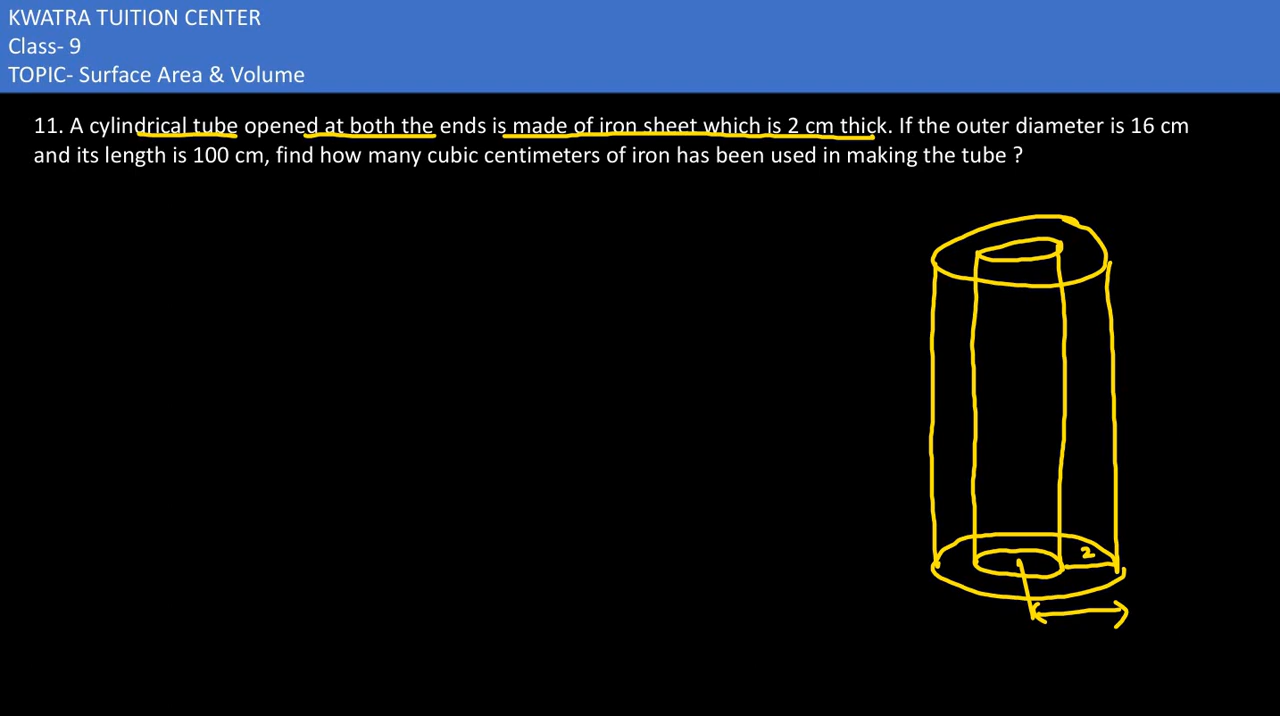 KWATRA TUITION CENTER
Class- 9
TOPIC- Surface Area & Volume
11. A cylindrical tube opened at both the ends is made of iron sheet which is 2 cm thick. If the outer diameter is 16 cm
and its length is 100 cm, find how many cubic centimeters of iron has been used in making the tube ?
2